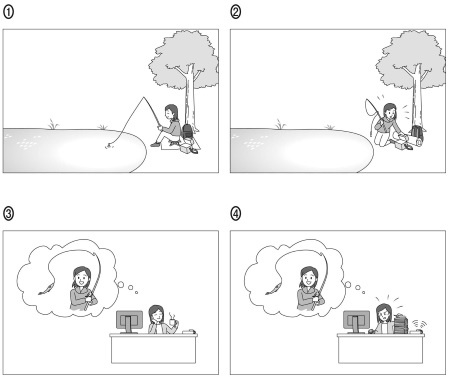 ①
②
③
④